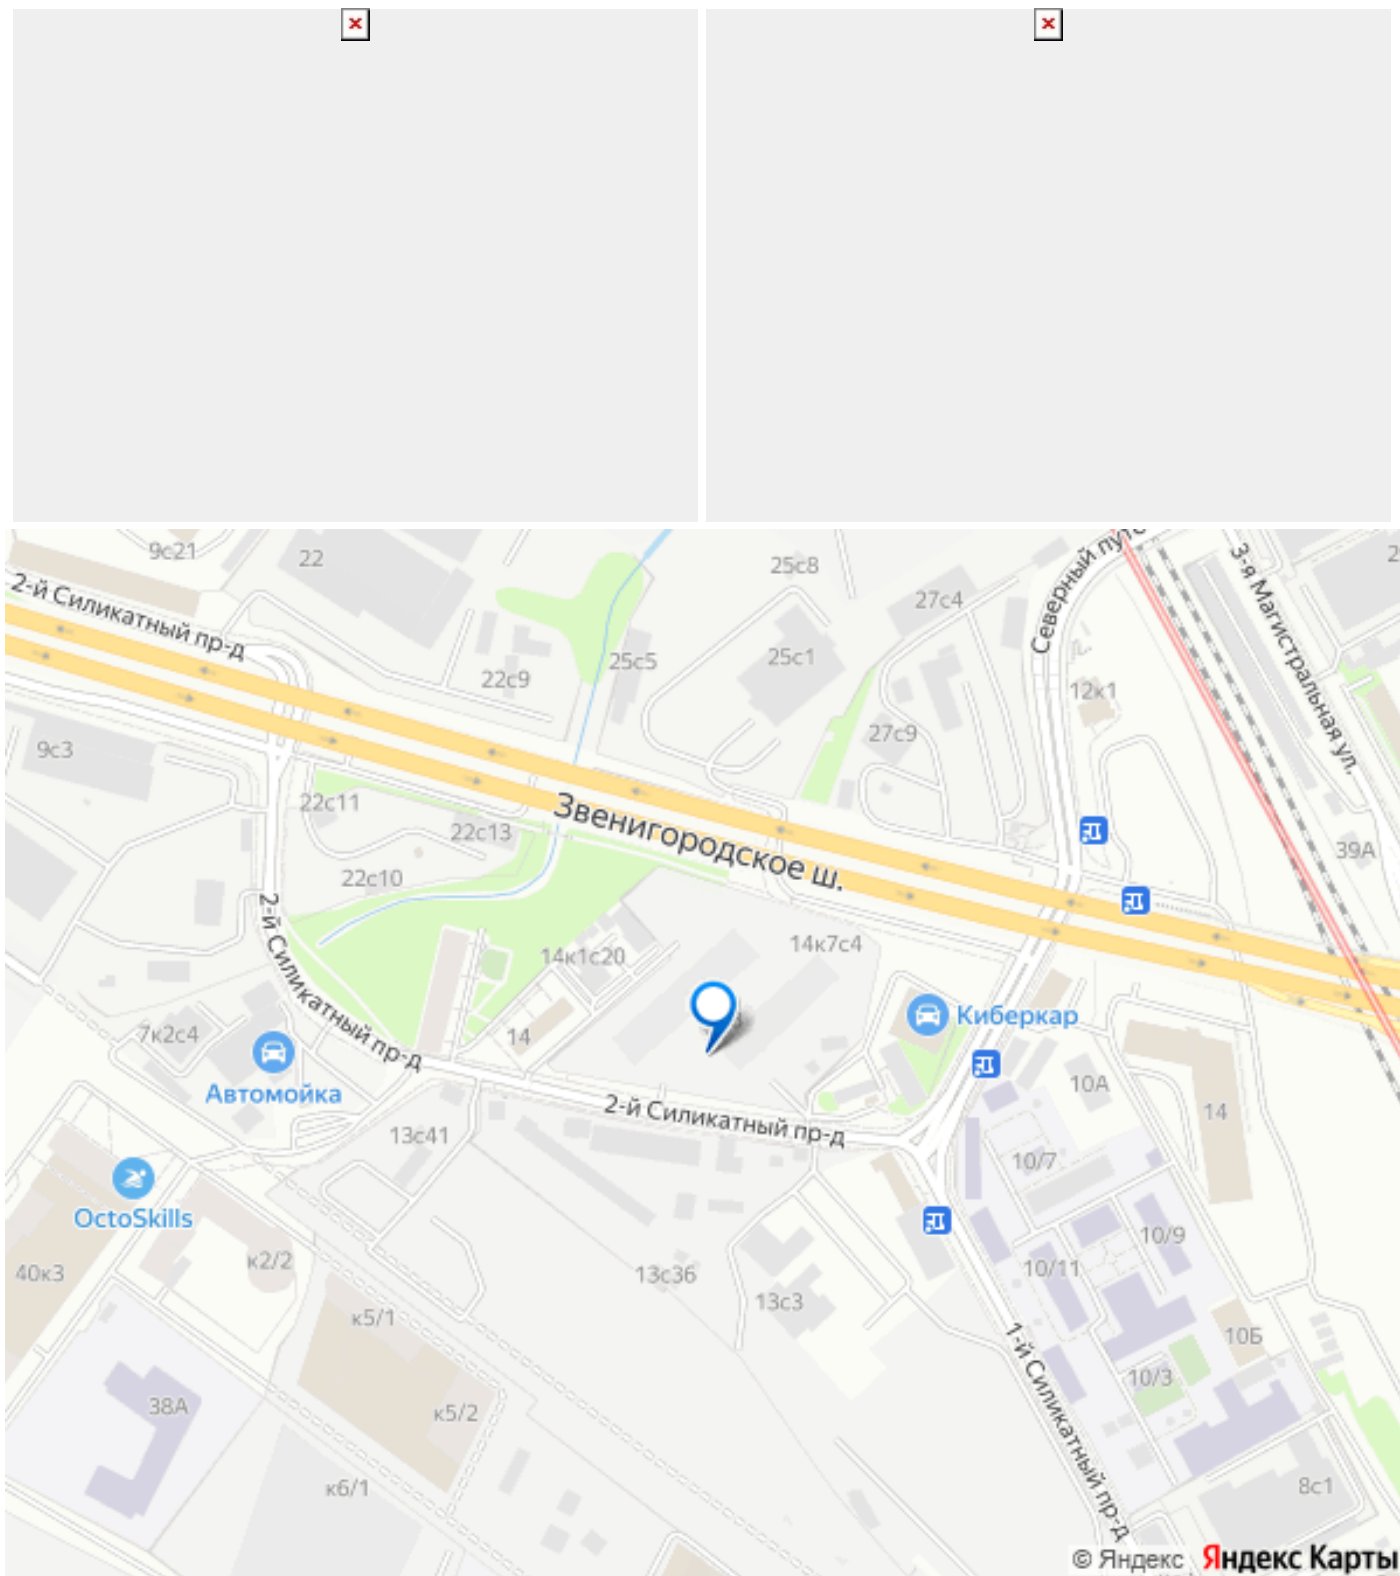 9с21
22
25с8
27с4
Северный путь
3-я Магистральная ул.
2-й Силикатный пр-д
25с5
25с1
22с9
12к1
27с9
9с3
22с11
22с13
Звенигородское ш.
39А
22с10
2-й Силикатный пр-д
14к1с20
14к7с4
7к2с4
14
Киберкар
Автомойка
10А
14
2-й Силикатный пр-д
13с41
10/7
OctoSkills
к2/2
10/9
40к3
13с36
10/11
13с3
к5/1
10Б
1-й Силикатный пр-д
10/3
38А
к5/2
к6/1
8с1
© Яндекс Яндекс Карты